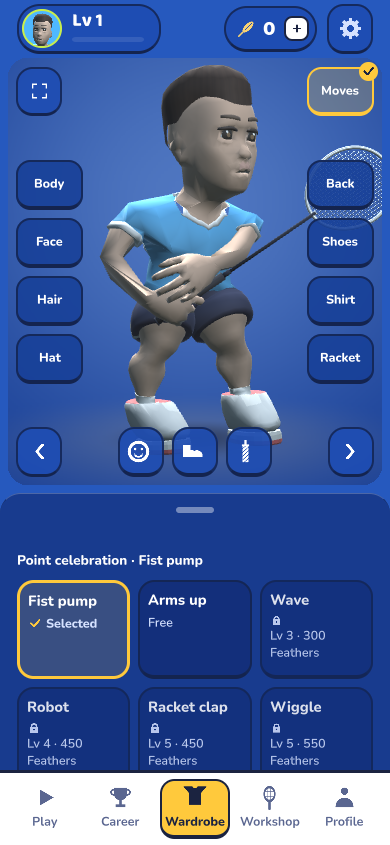 Lv 1
0
+
Moves
Body
Back
Face
Shoes
Hair
Shirt
Hat
Racket
Point celebration · Fist pump
Fist pump
Selected
Arms up
Free
Wave
Lv 3 · 300
Feathers
Robot
Lv 4 · 450
Feathers
Racket clap
Lv 5 · 450
Feathers
Wiggle
Lv 5 · 550
Feathers
Play
Career
Wardrobe
Workshop
Profile